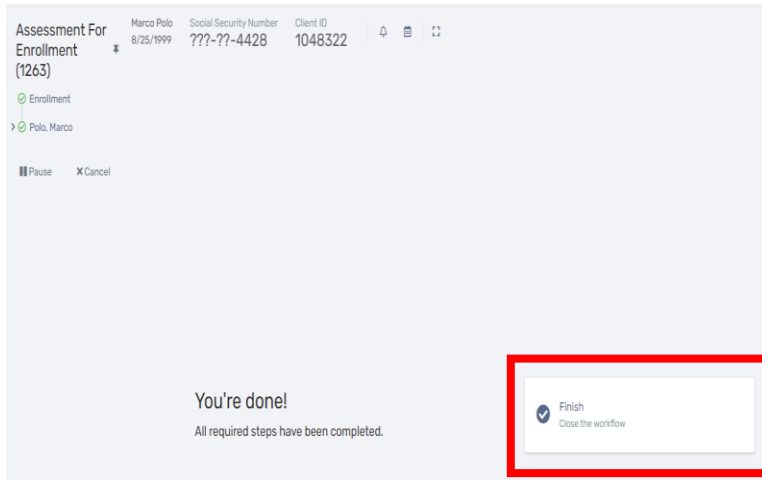 Assessment For
Enrollment
(1263)
Marco Polo
8/25/1999
Social Security Number
???-??-4428
Client ID
1048322
Enrollment
Polo, Marco
Pause
Cancel
You're done!
All required steps have been completed.
Finish
Close the workflow